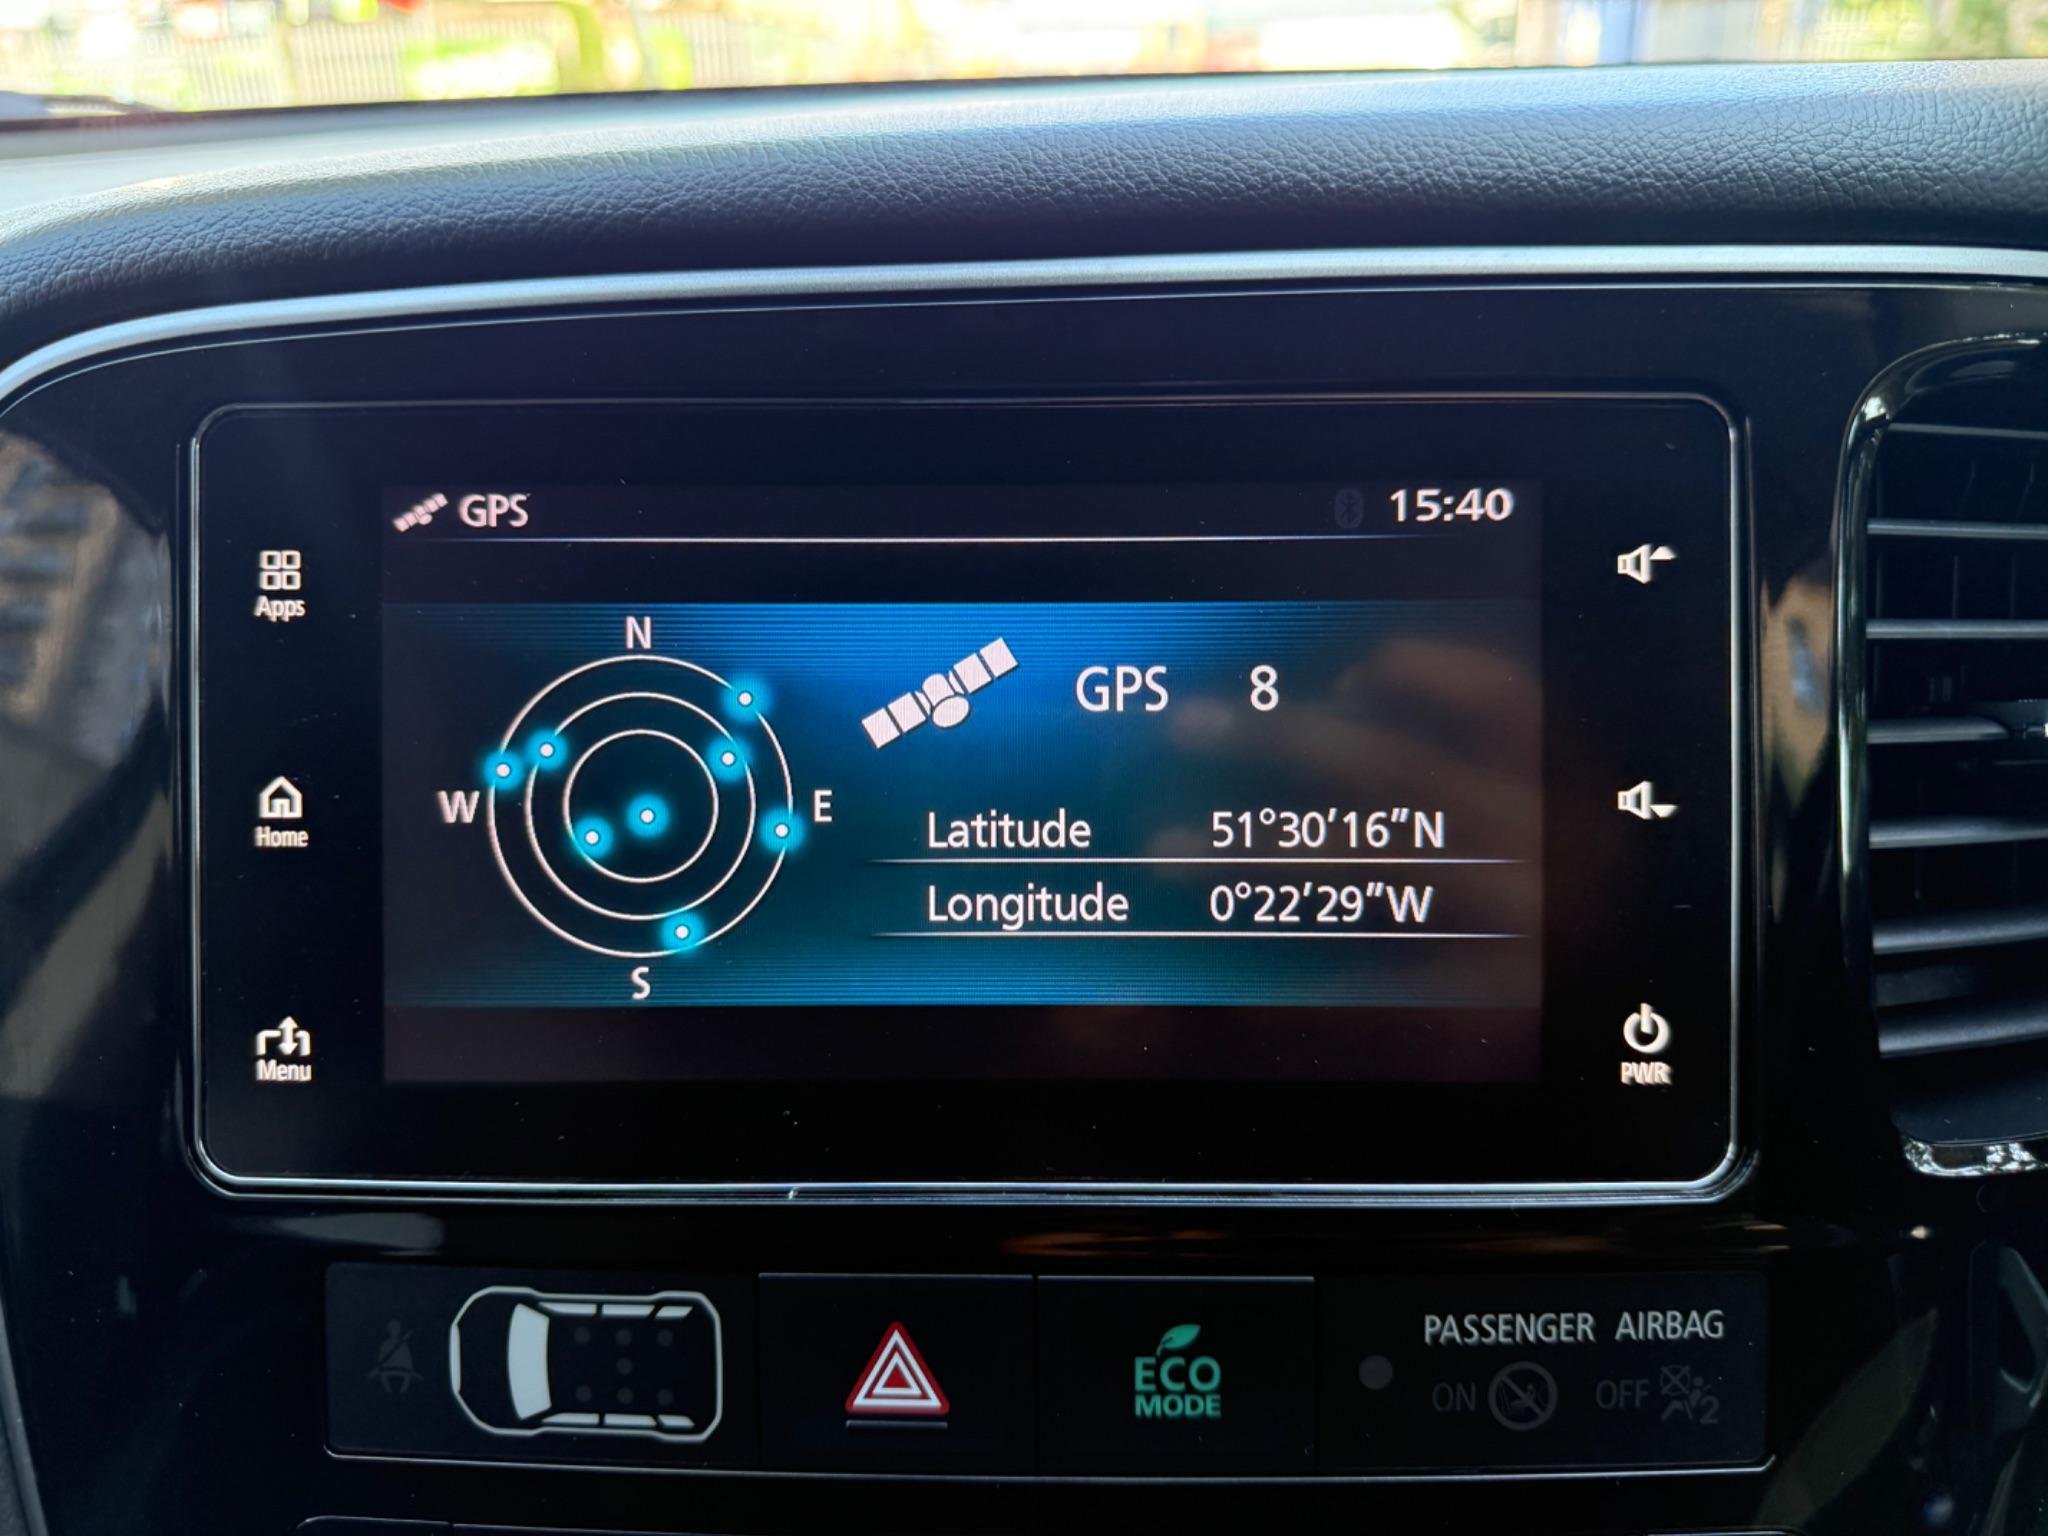 GPS 15:40
Apps
Home
Menu
N
W E
S
GPS 8
Latitude 51°30'16"N
Longitude 0°22'29"W
PWR
ECO
MODE
PASSENGER AIRBAG
ON OFF 2